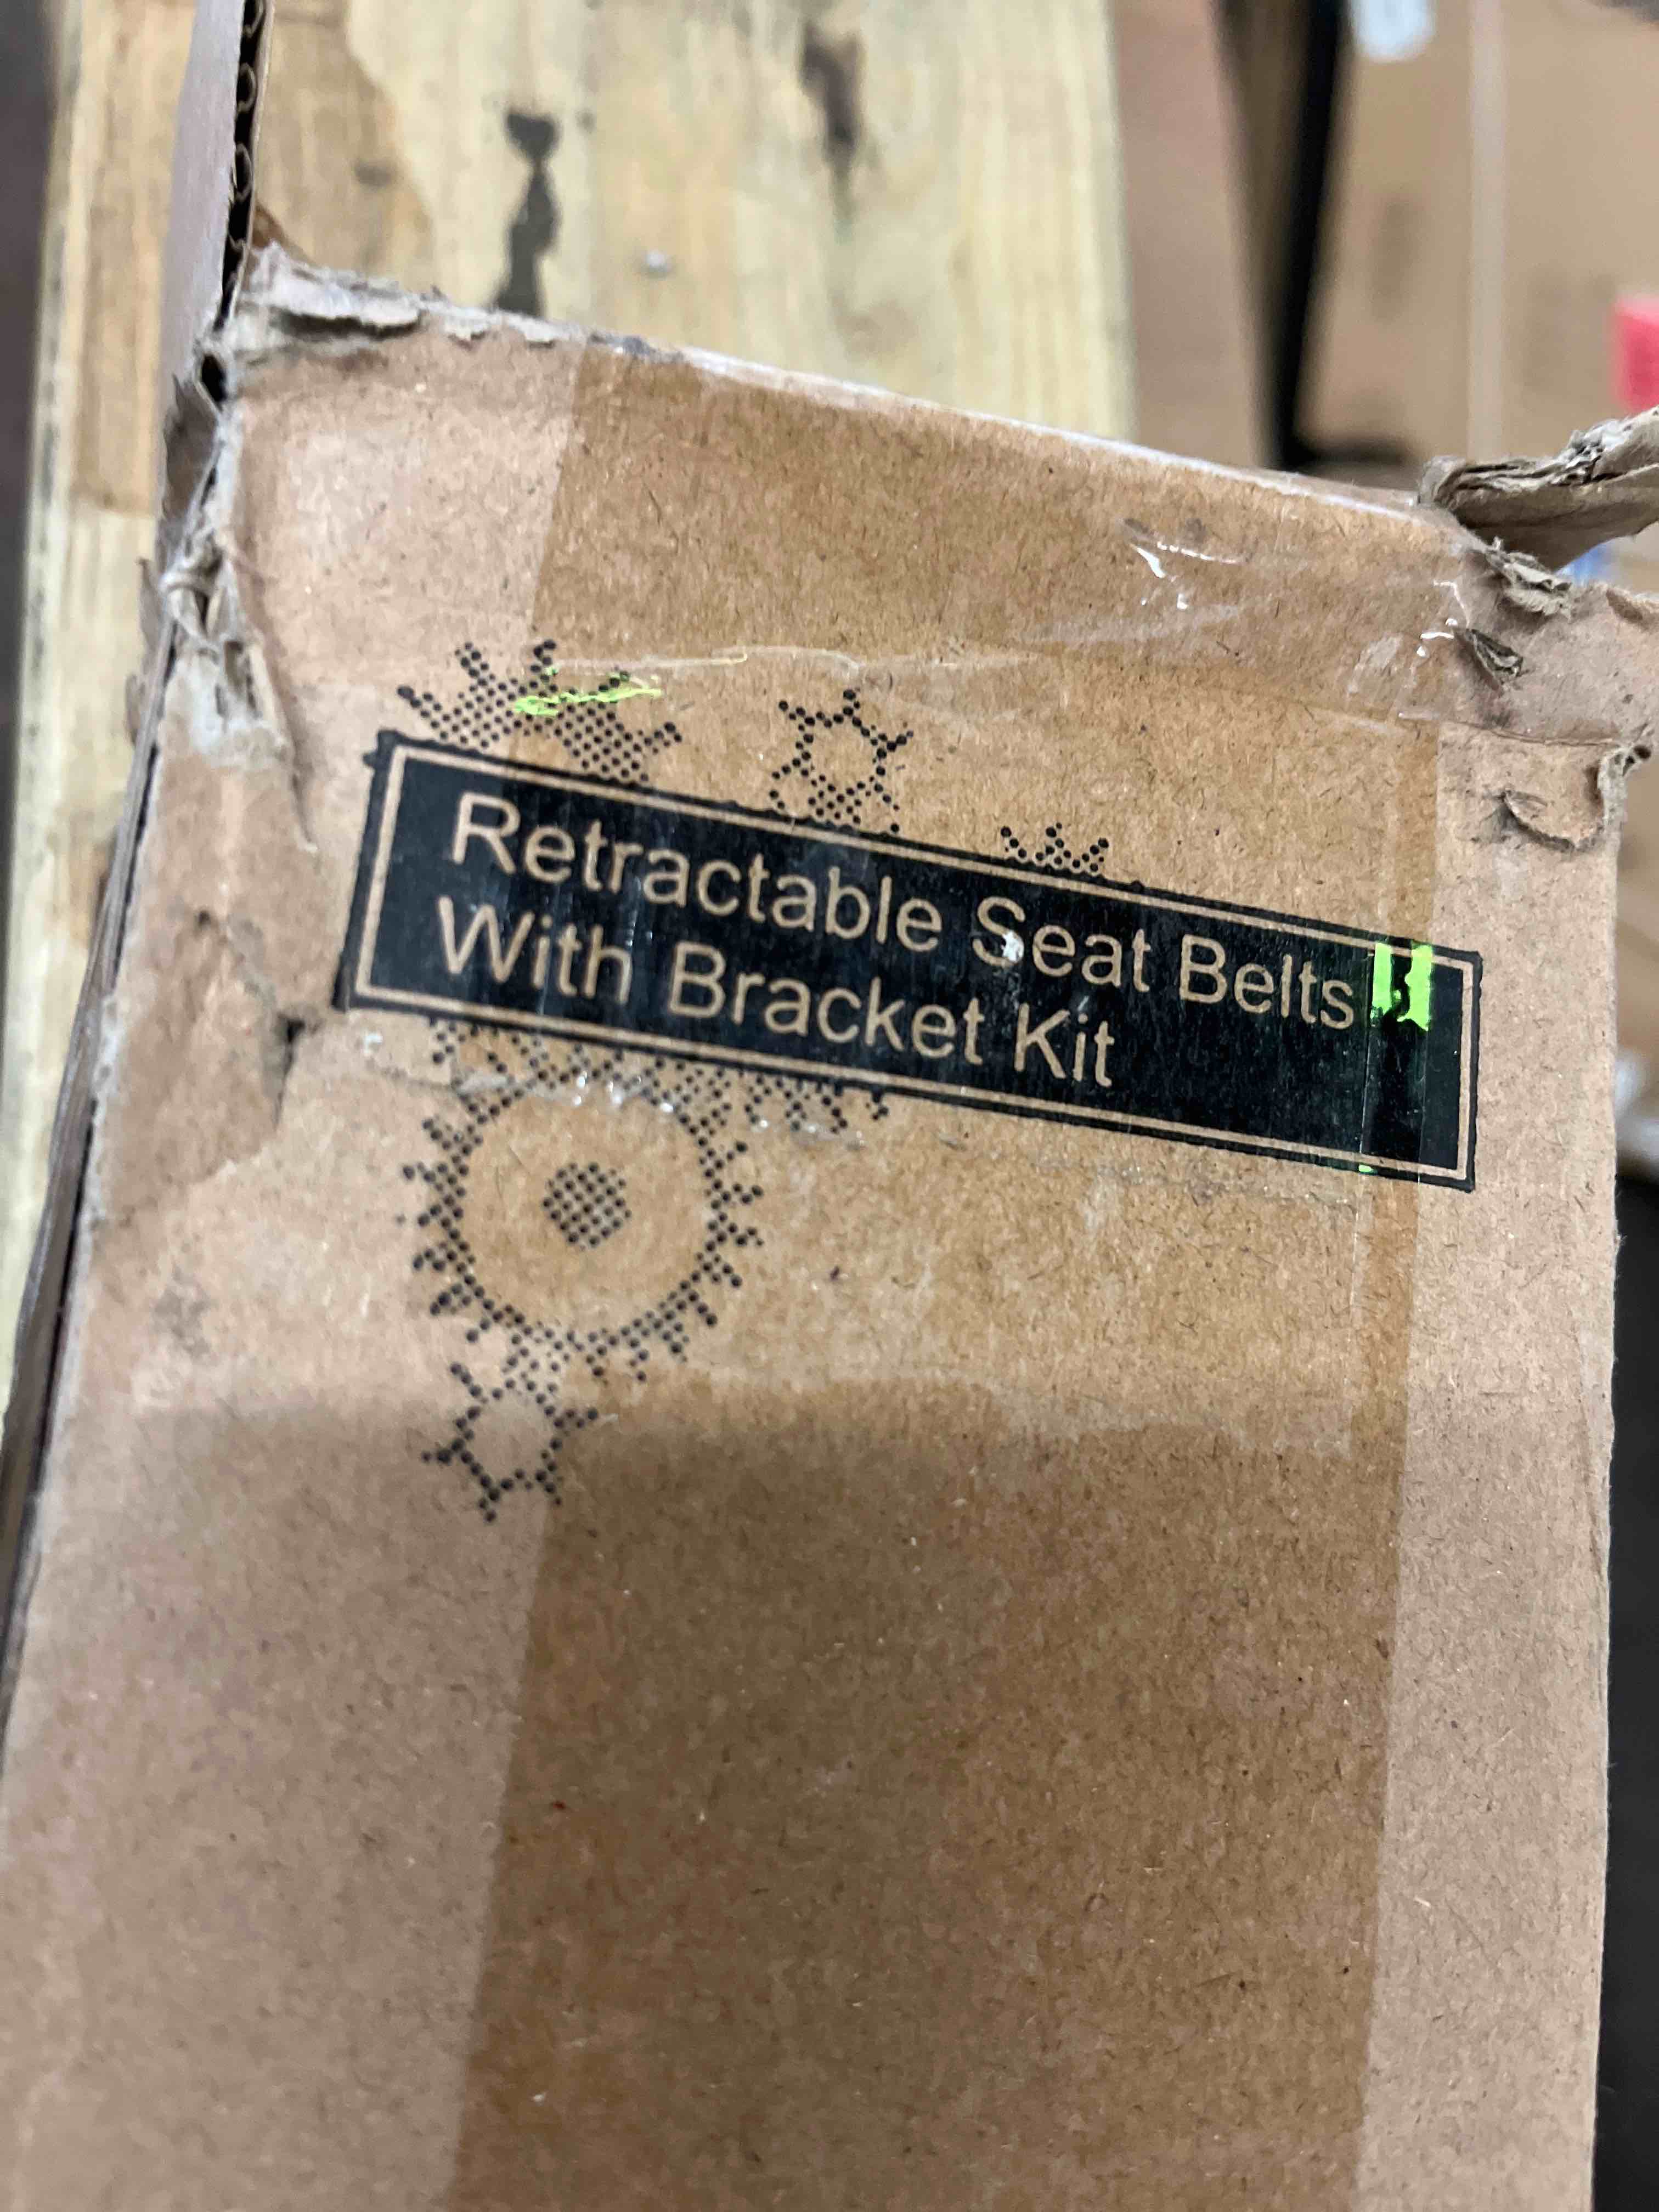 Retractable Seat Belts
With Bracket Kit